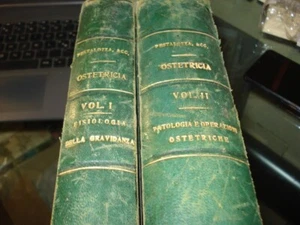 OSTETRICIA
VOL. I
FISIOLOGIA
DELLA GRAVIDANZA
OSTETRICIA
VOL. II
PATOLOGIA E OPERAZIONI
OSTETRICHE